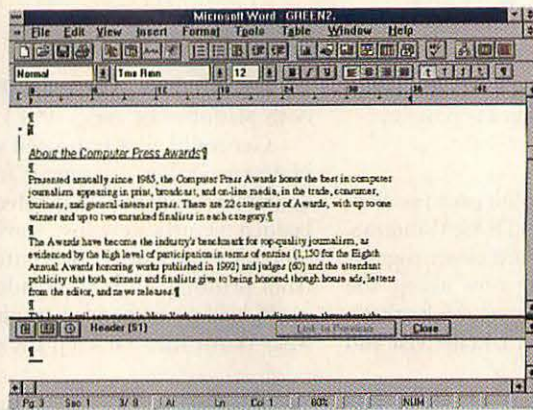 Microsoft Word - GREEN2.
File Edit View Insert Format Tools Table Window Help
Normal Tms Rmn 12 B I U
¶
¶
About the Computer Press Awards¶
¶
Presented annually since 1985, the Computer Press Awards honor the best in computer
journalism appearing in print, broadcast, and on-line media, in the trade, consumer,
business, and general-interest press. There are 22 categories of Awards, with up to one
winner and up to two unranked finalists in each category.¶
¶
The Awards have become the industry's benchmark for top-quality journalism, as
evidenced by the high level of participation in terms of entries (1,150 for the Eighth
Annual Awards honoring works published in 1992) and judges (60) and the attendant
publicity that both winners and finalists give to being honored though house ads, letters
from the editor, and news releases.¶
¶
Header (S1) Link to Previous Close
¶
Pg 3 Sec 1 3/9 At Ln Col 1 60% NUM